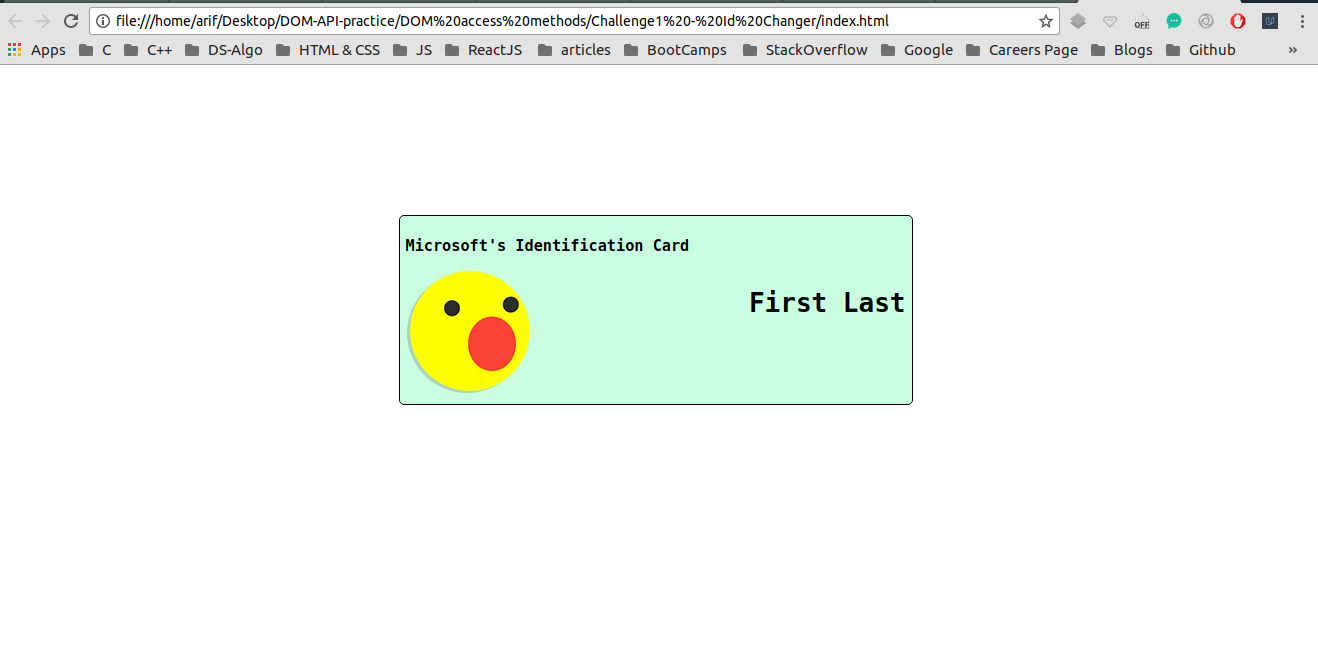 file:///home/arif/Desktop/DOM-API-practice/DOM%20access%20methods/Challenge1%20-%20Id%20Changer/index.html
OFF
Apps C C++ DS-Algo HTML & CSS JS ReactJS articles BootCamps StackOverflow Google Careers Page Blogs Github »
Microsoft's Identification Card
First Last